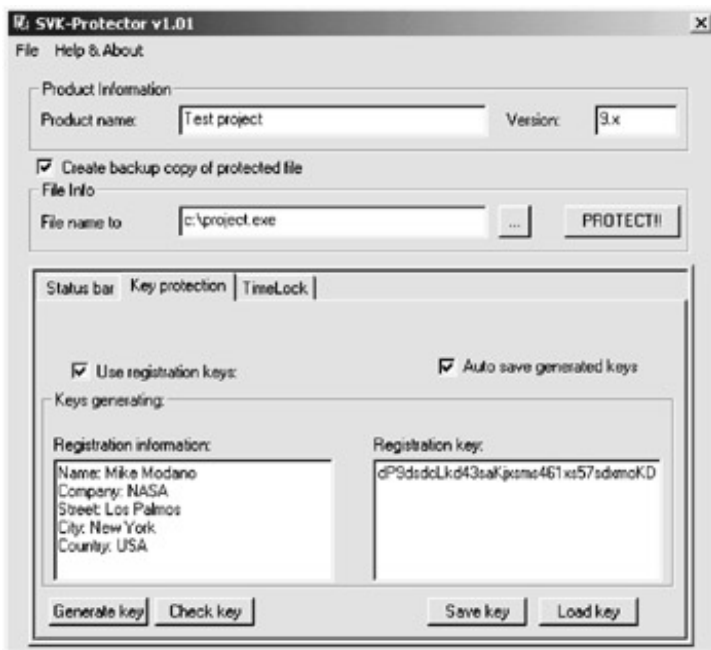 SVK-Protector v1.01
File Help & About
Product Information
Product name: Test project Version: 9.x
Create backup copy of protected file
File Info
File name to c:\project.exe ... PROTECT!!
Status bar Key protection TimeLock
Use registration keys: Auto save generated keys
Keys generating:
Registration information: Registration key:
Name: Mike Modano dP9dsdcLkd43saKjxsms461xs57sdxmoKD
Company: NASA
Street: Los Palmos
City: New York
Country: USA
Generate key Check key Save key Load key